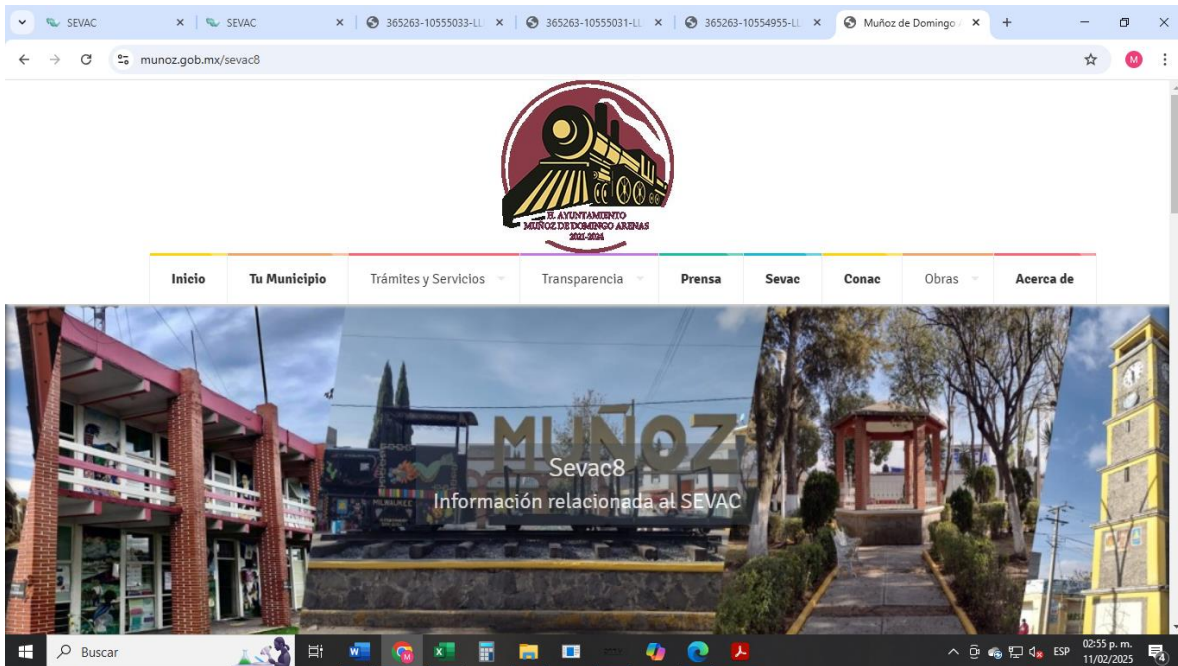 SEVAC
SEVAC
365263-10555033-LL
365263-10555031-LL
365263-10554955-LL
Muñoz de Domingo
munoz.gob.mx/sevac8
M
H. AYUNTAMIENTO
MUÑOZ DE DOMINGO ARENAS
2021-2024
Inicio
Tu Municipio
Trámites y Servicios
Transparencia
Prensa
Sevac
Conac
Obras
Acerca de
MUÑOZ
MILWAUKEE
Sevac8
Información relacionada al SEVAC
Buscar
ESP
02:55 p. m.
11/02/2025
4